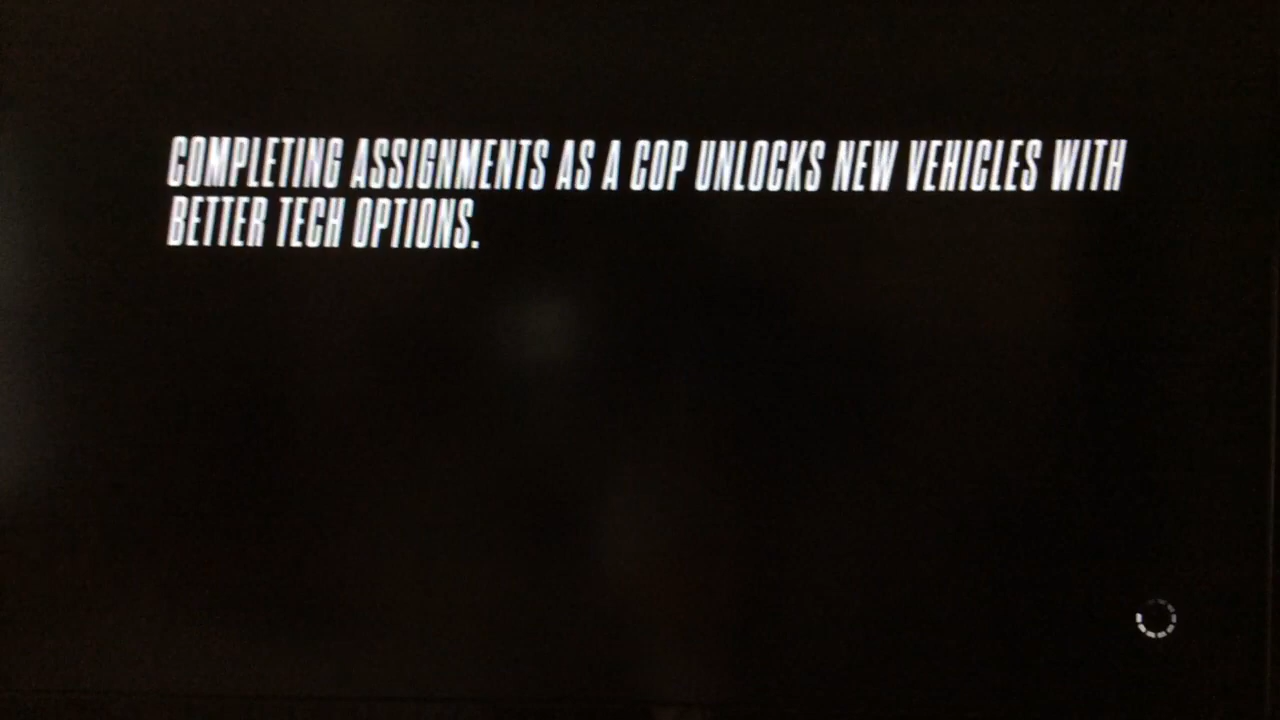 COMPLETING ASSIGNMENTS AS A COP UNLOCKS NEW VEHICLES WITH
BETTER TECH OPTIONS.